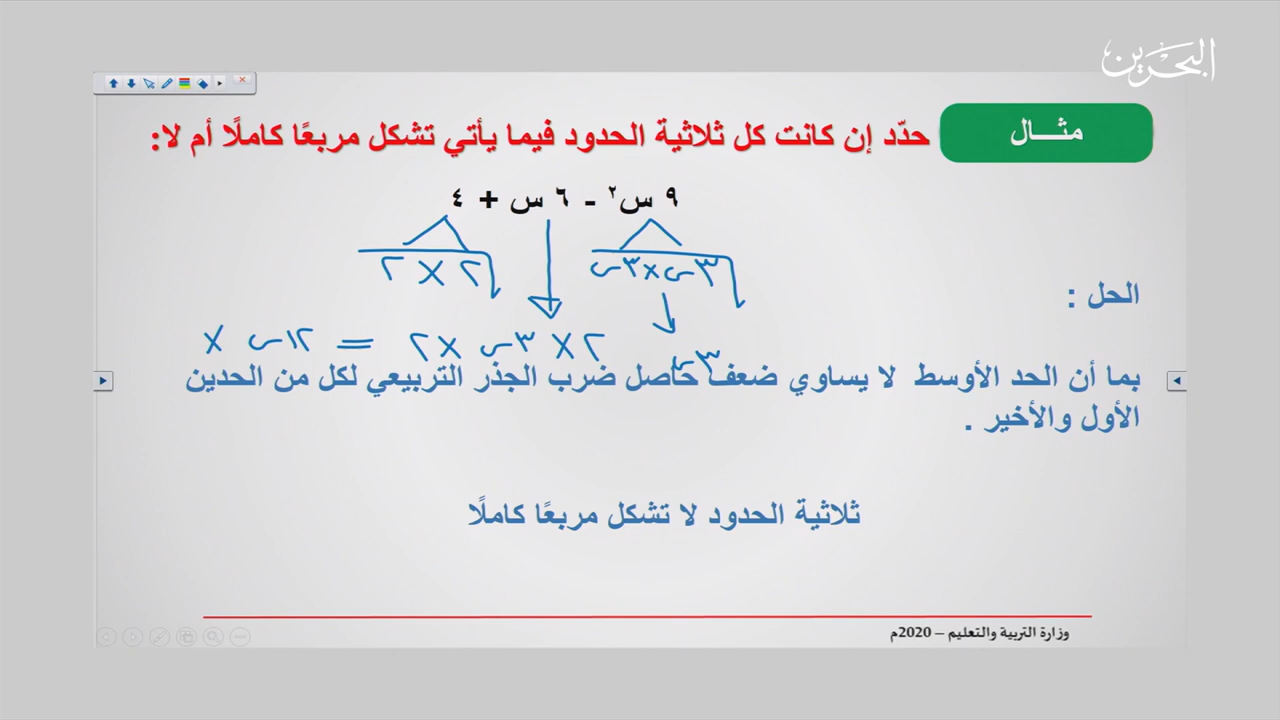 البحرين
مثـــال
حدّد إن كانت كل ثلاثية الحدود فيما يأتي تشكل مربعًا كاملًا أم لا:
٩ س٢ - ٦ س + ٤
٣س×٣س
٢ × ٢
٣س
٢ × ٣س × ٢ = ١٢س ×
الحل :
بما أن الحد الأوسط لا يساوي ضعف حاصل ضرب الجذر التربيعي لكل من الحدين
الأول والأخير .
ثلاثية الحدود لا تشكل مربعًا كاملًا
وزارة التربية والتعليم – 2020م